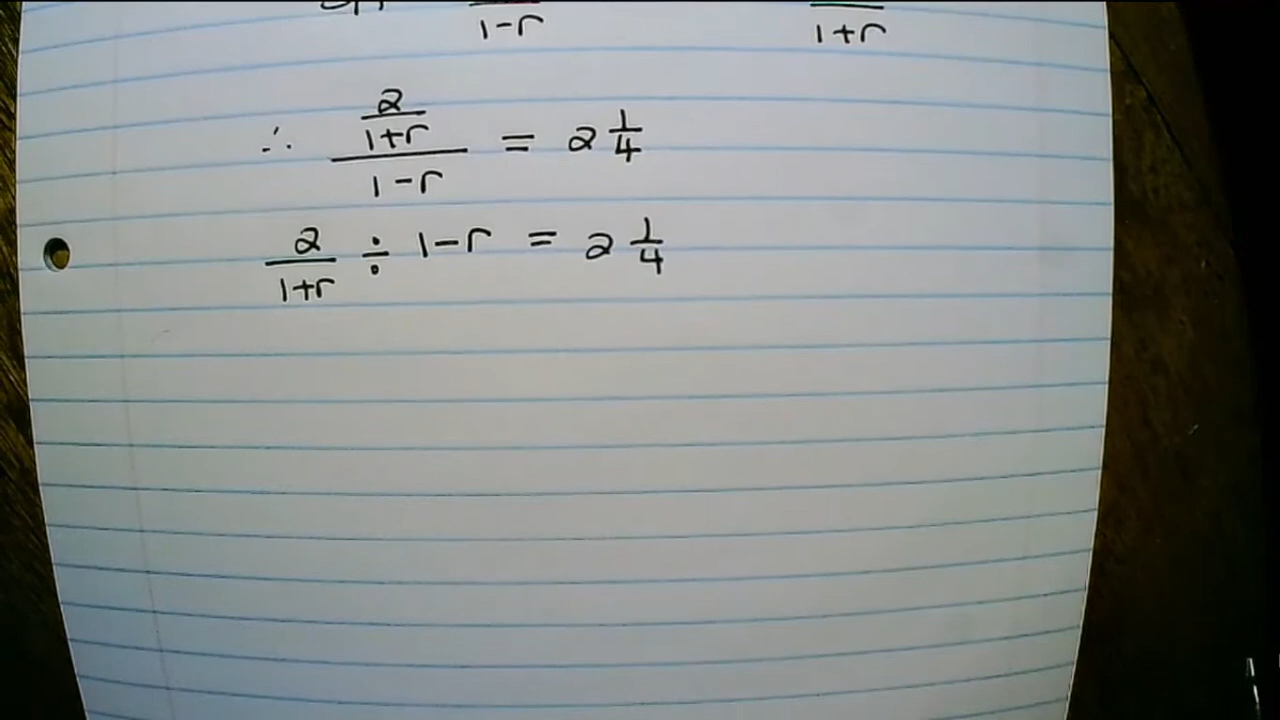 1-r 1+r
∴ (2/(1+r))/(1-r) = 2 1/4
2/(1+r) ÷ 1-r = 2 1/4